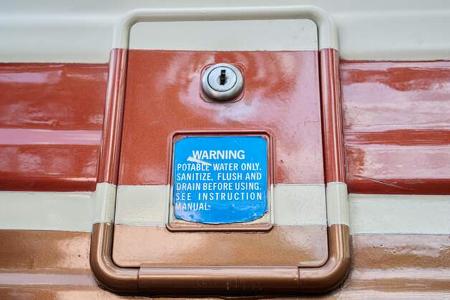 WARNING
POTABLE WATER ONLY.
SANITIZE, FLUSH AND
DRAIN BEFORE USING.
SEE INSTRUCTION
MANUAL.